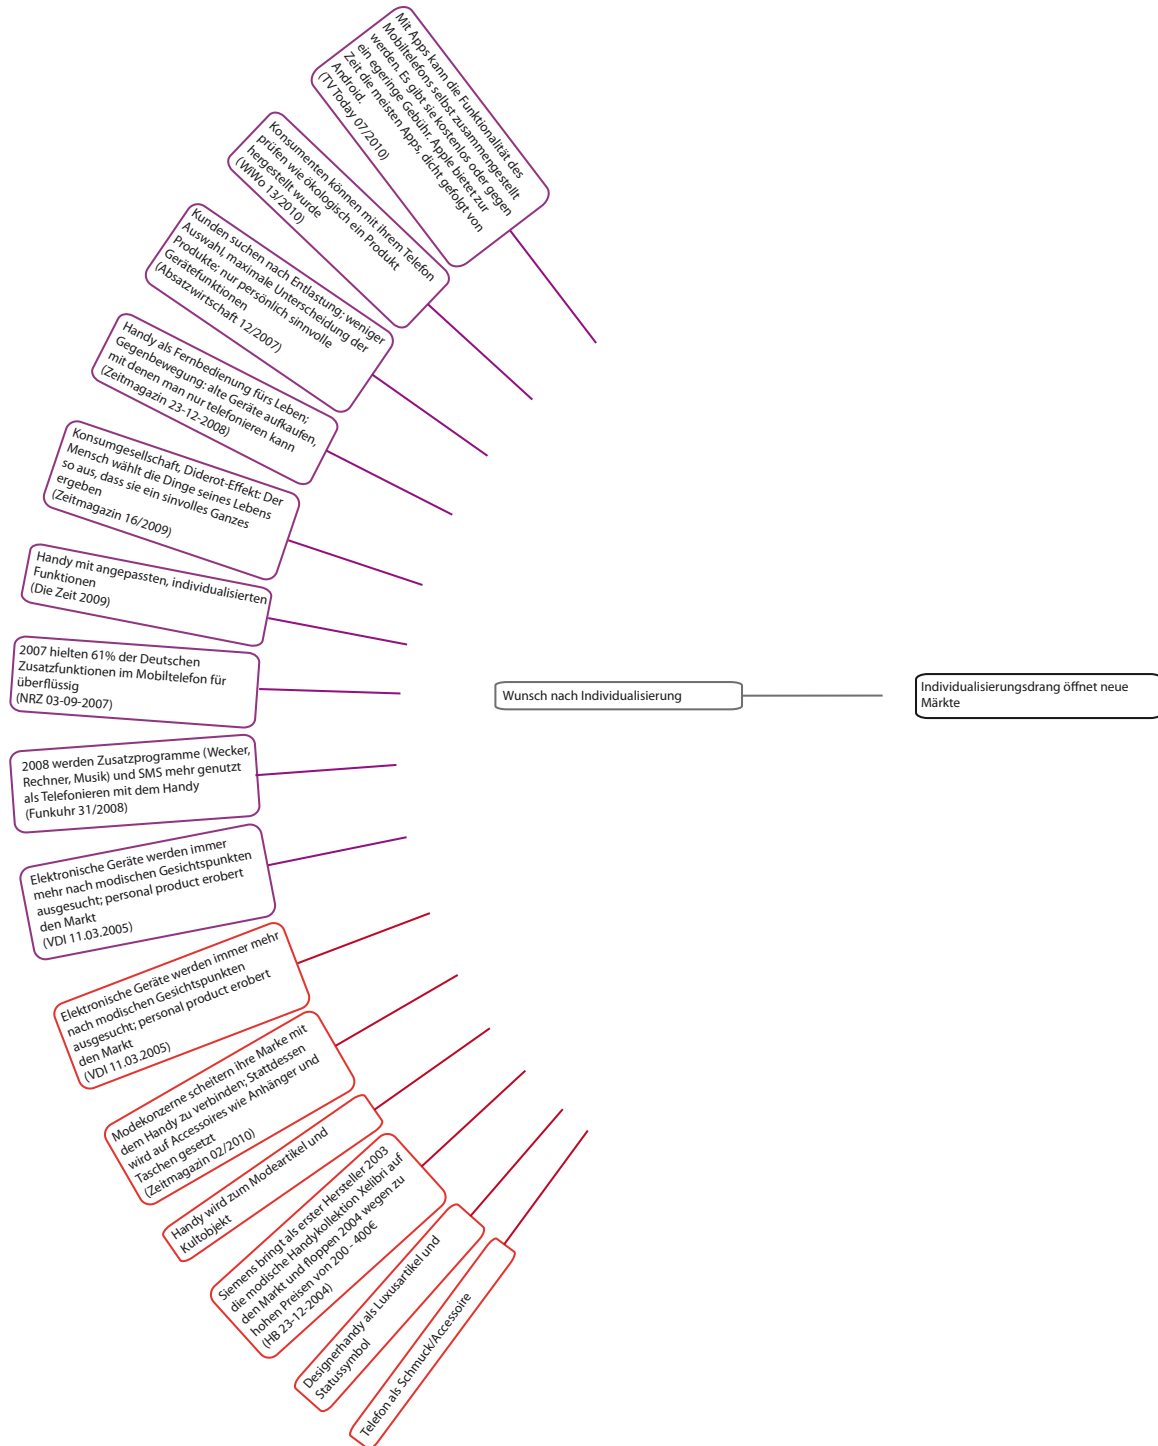 Mit Apps kann die Funktionalität des
Mobiltelefons selbst zusammengestellt
werden. Es gibt sie kostenlos oder gegen
ein egeringe Gebühr. Apple bietet zur
Zeit die meisten Apps, dicht gefolgt von
Android.
(TV Today 07/2010)
Konsumenten können mit ihrem Telefon
prüfen wie ökologisch ein Produkt
hergestellt wurde
(WiWo 13/2010)
Kunden suchen nach Entlastung; weniger
Auswahl, maximale Unterscheidung der
Produkte; nur persönlich sinnvolle
Gerätefunktionen
(Absatzwirtschaft 12/2007)
Handy als Fernbedienung fürs Leben;
Gegenbewegung: alte Geräte aufkaufen,
mit denen man nur telefonieren kann
(Zeitmagazin 23-12-2008)
Konsumgesellschaft, Diderot-Effekt: Der
Mensch wählt die Dinge seines Lebens
so aus, dass sie ein sinvolles Ganzes
ergeben
(Zeitmagazin 16/2009)
Handy mit angepassten, individualisierten
Funktionen
(Die Zeit 2009)
2007 hielten 61% der Deutschen
Zusatzfunktionen im Mobiltelefon für
überflüssig
(NRZ 03-09-2007)
Wunsch nach Individualisierung
Individualisierungsdrang öffnet neue
Märkte
2008 werden Zusatzprogramme (Wecker,
Rechner, Musik) und SMS mehr genutzt
als Telefonieren mit dem Handy
(Funkuhr 31/2008)
Elektronische Geräte werden immer
mehr nach modischen Gesichtspunkten
ausgesucht; personal product erobert
den Markt
(VDI 11.03.2005)
Elektronische Geräte werden immer mehr
nach modischen Gesichtspunkten
ausgesucht; personal product erobert
den Markt
(VDI 11.03.2005)
Modekonzerne scheitern ihre Marke mit
dem Handy zu verbinden; Stattdessen
wird auf Accessoires wie Anhänger und
Taschen gesetzt
(Zeitmagazin 02/2010)
Handy wird zum Modeartikel und
Kultobjekt
Siemens bringt als erster Hersteller 2003
die modische Handykollektion Xelibri auf
den Markt und floppen 2004 wegen zu
hohen Preisen von 200 - 400€
(HB 23-12-2004)
Designerhandy als Luxusartikel und
Statussymbol
Telefon als Schmuck/Accessoire